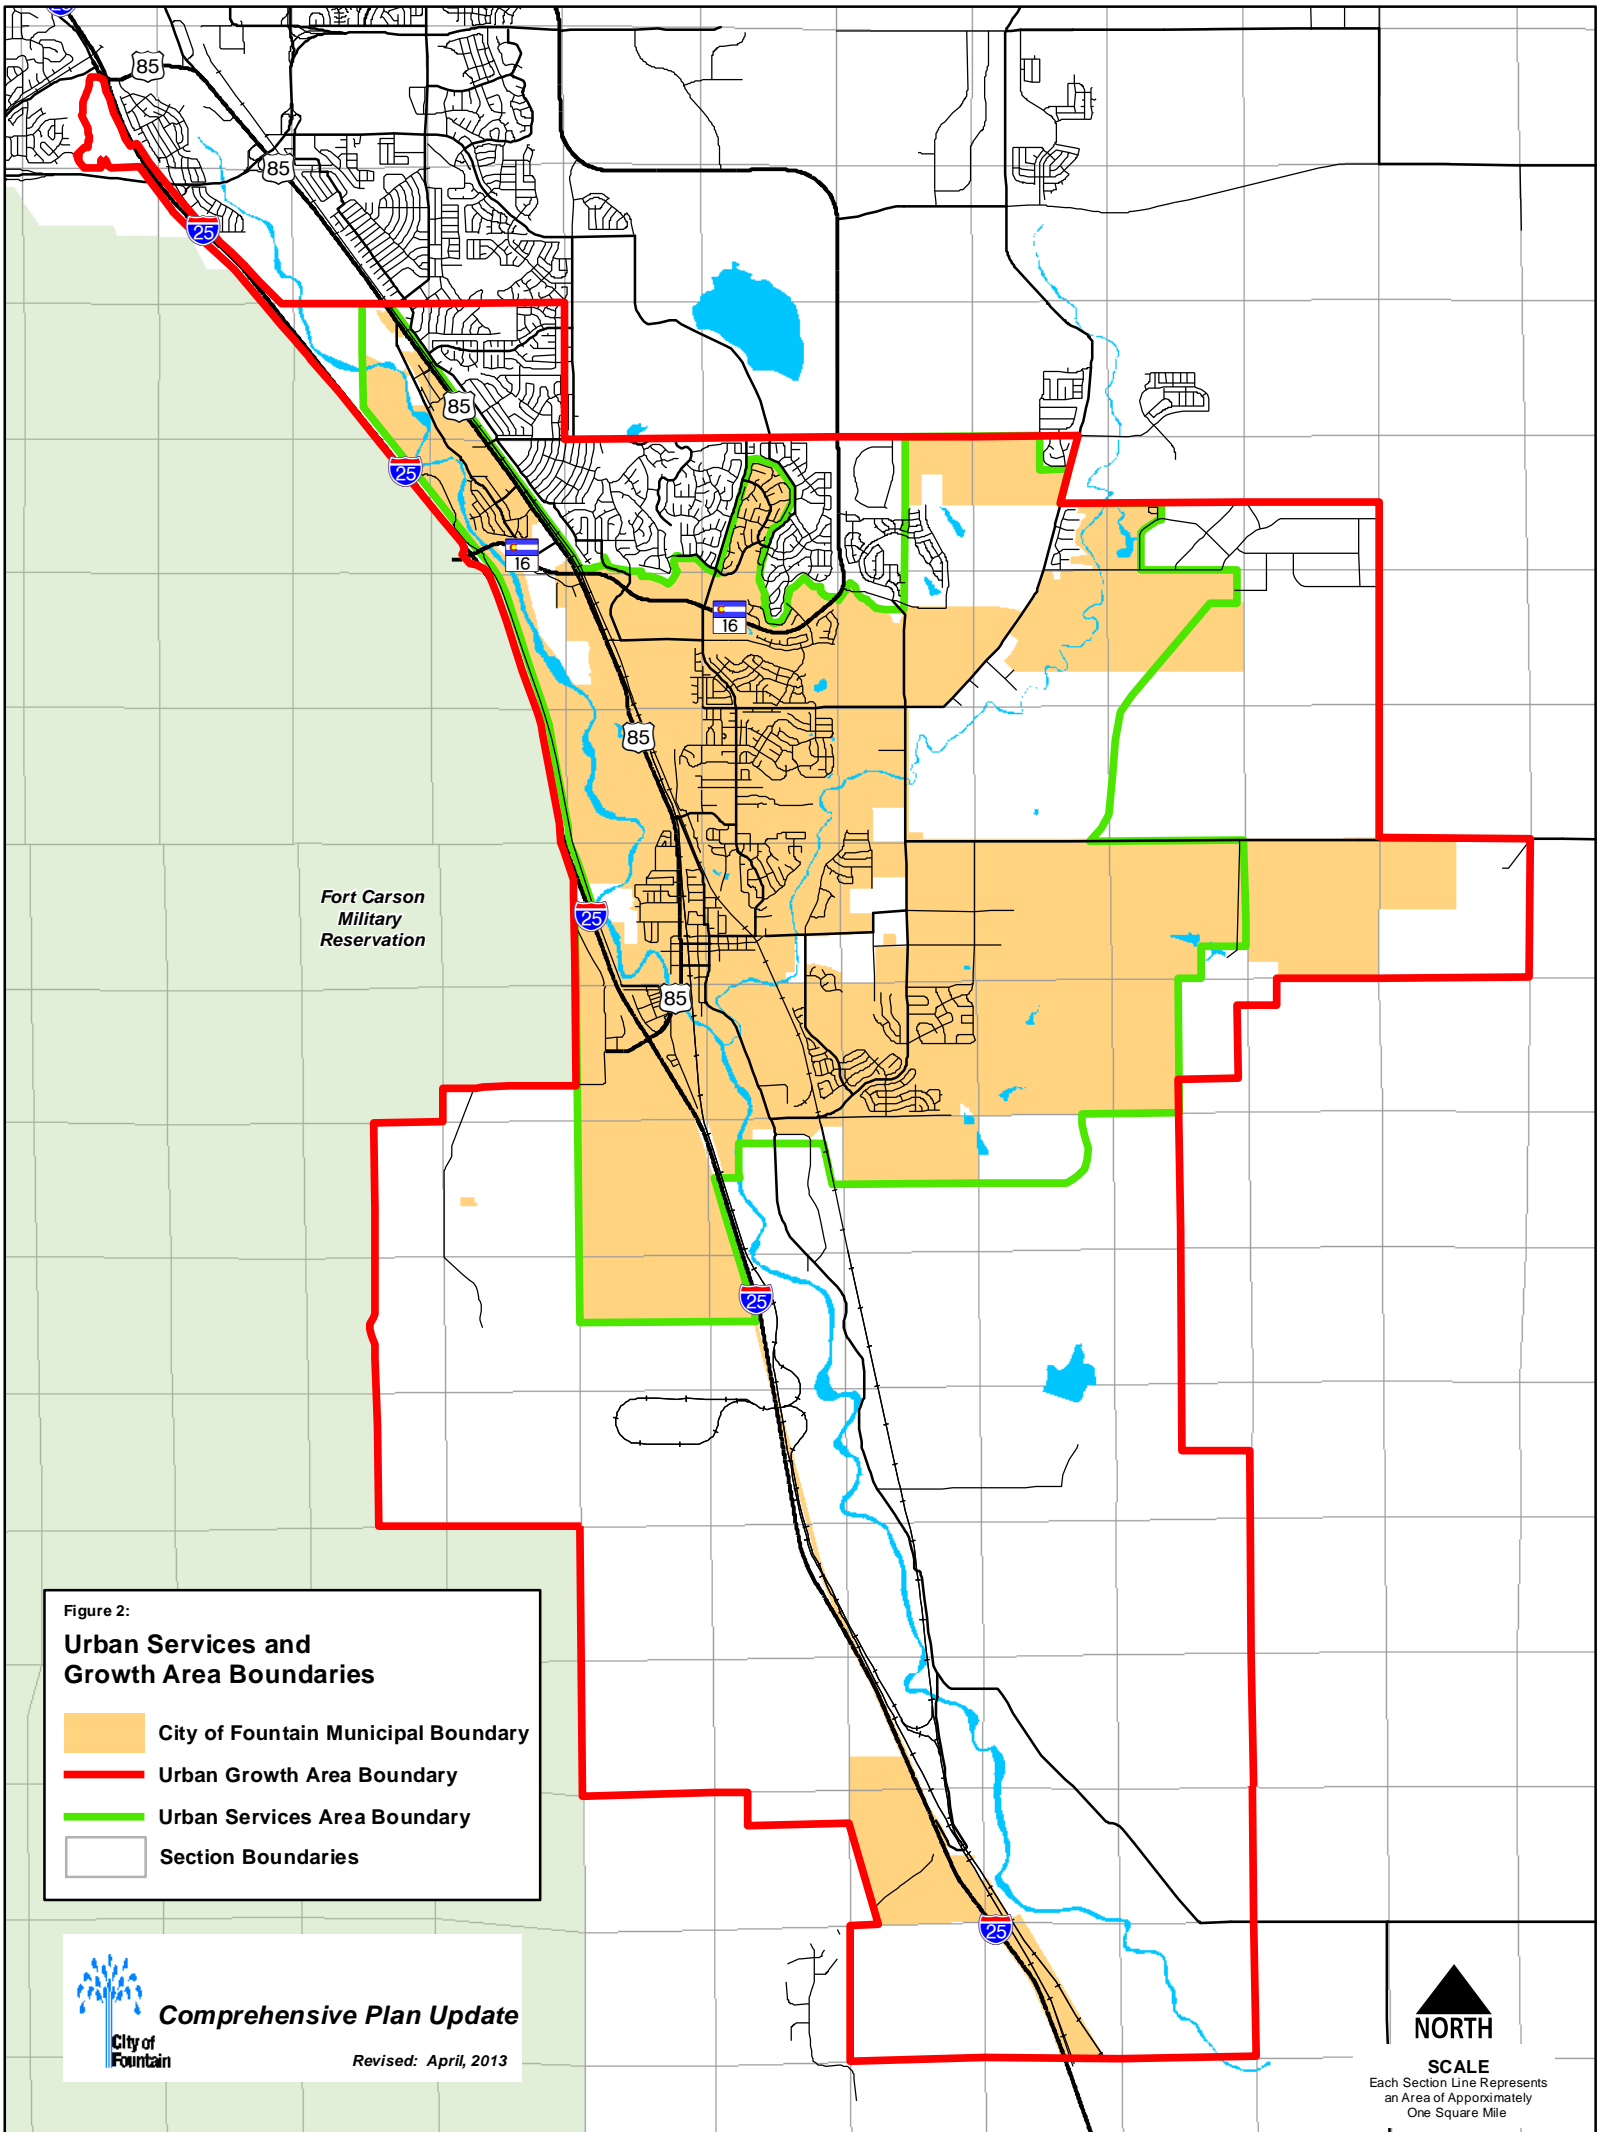 85
85
25
85
25
16
16
85
Fort Carson
Military
Reservation
25
85
25
Figure 2:
Urban Services and
Growth Area Boundaries
City of Fountain Municipal Boundary
Urban Growth Area Boundary
Urban Services Area Boundary
Section Boundaries
25
City of
Fountain
Comprehensive Plan Update
Revised: April, 2013
NORTH
SCALE
Each Section Line Represents
an Area of Apporximately
One Square Mile